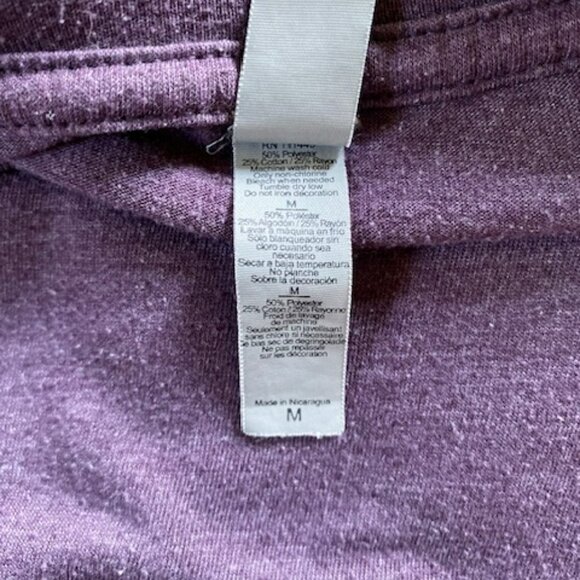 50% Polyester
25% Cotton / 25% Rayon
Machine wash cold
Only non-chlorine
Bleach when needed
Tumble dry low
Do not iron decoration
M
50% Poliéster
25% Algodón / 25% Rayón
Lavar a máquina en frío
Sólo blanqueador sin
cloro cuando sea
necesario
Secar a baja temperatura
No planche
Sobre la decoración
M
50% Polyester
25% Coton / 25% Rayonne
Froid de lavage
de machine
Seulement un javellisant
sans chlore si nécessaire
le bas sec de degringolade
Ne pas repasser
sur les décoration
Made in Nicaragua
M